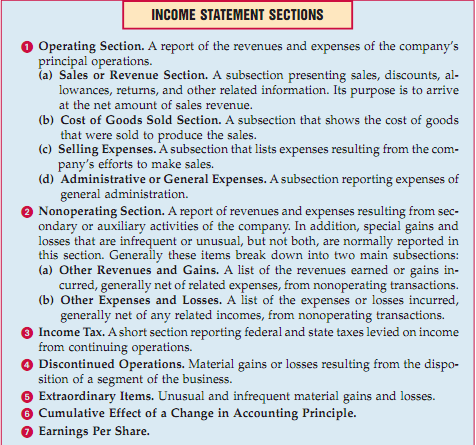 INCOME STATEMENT SECTIONS
1 Operating Section. A report of the revenues and expenses of the company's
principal operations.
(a) Sales or Revenue Section. A subsection presenting sales, discounts, al-
lowances, returns, and other related information. Its purpose is to arrive
at the net amount of sales revenue.
(b) Cost of Goods Sold Section. A subsection that shows the cost of goods
that were sold to produce the sales.
(c) Selling Expenses. A subsection that lists expenses resulting from the com-
pany's efforts to make sales.
(d) Administrative or General Expenses. A subsection reporting expenses of
general administration.
2 Nonoperating Section. A report of revenues and expenses resulting from sec-
ondary or auxiliary activities of the company. In addition, special gains and
losses that are infrequent or unusual, but not both, are normally reported in
this section. Generally these items break down into two main subsections:
(a) Other Revenues and Gains. A list of the revenues earned or gains in-
curred, generally net of related expenses, from nonoperating transactions.
(b) Other Expenses and Losses. A list of the expenses or losses incurred,
generally net of any related incomes, from nonoperating transactions.
3 Income Tax. A short section reporting federal and state taxes levied on income
from continuing operations.
4 Discontinued Operations. Material gains or losses resulting from the dispo-
sition of a segment of the business.
5 Extraordinary Items. Unusual and infrequent material gains and losses.
6 Cumulative Effect of a Change in Accounting Principle.
7 Earnings Per Share.